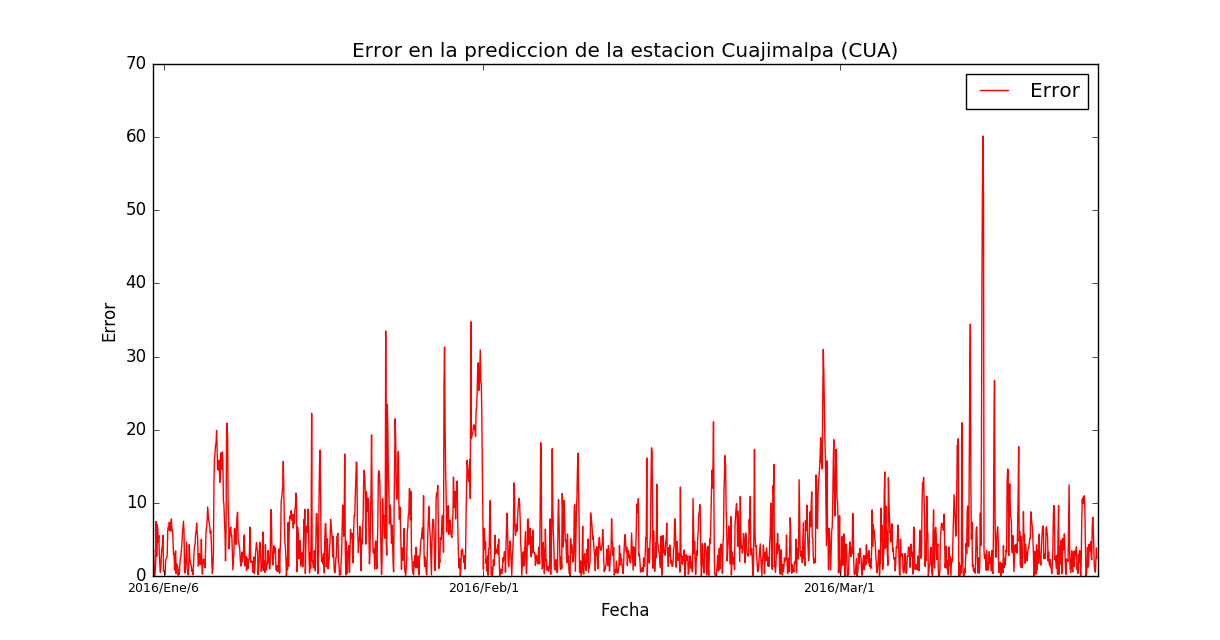 Error en la prediccion de la estacion Cuajimalpa (CUA)
70
60
50
40
30
20
10
0
Error
Error
2016/Ene/6
2016/Feb/1
2016/Mar/1
Fecha